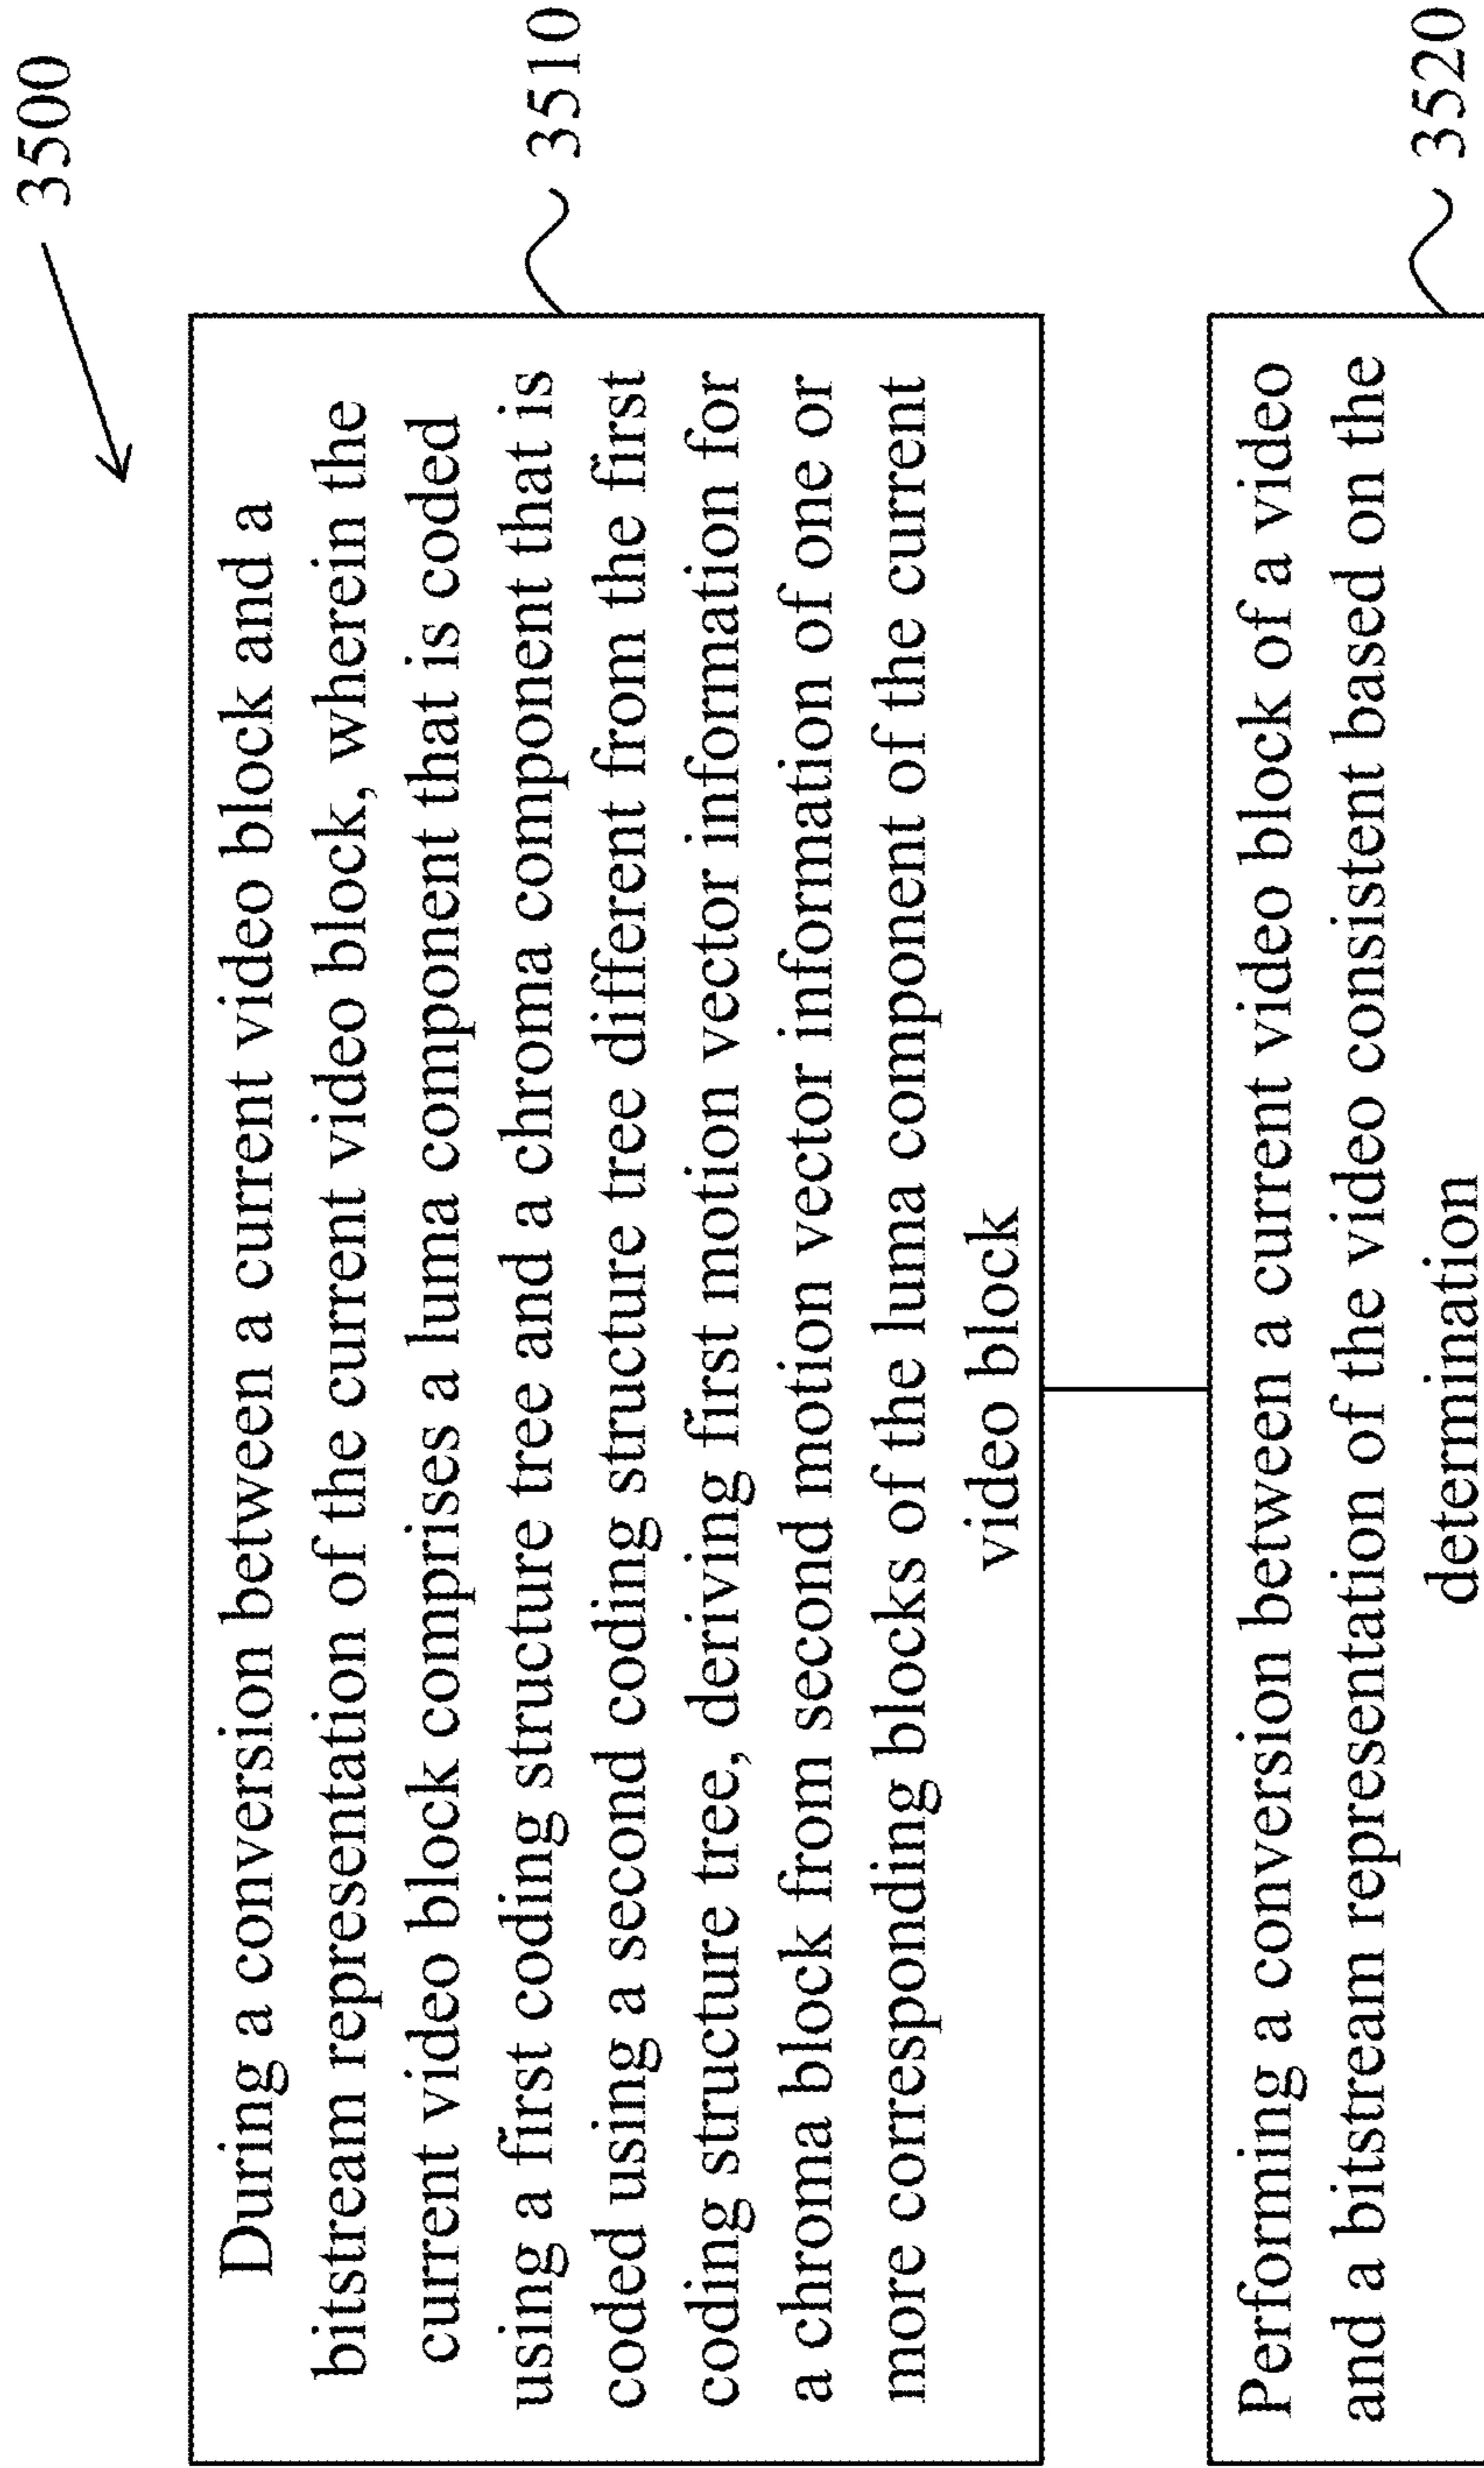 3500
During a conversion between a current video block and a
bitstream representation of the current video block, wherein the
current video block comprises a luma component that is coded
using a first coding structure tree and a chroma component that is
coded using a second coding structure tree different from the first
coding structure tree, deriving first motion vector information for
a chroma block from second motion vector information of one or
more corresponding blocks of the luma component of the current
video block
3510
Performing a conversion between a current video block of a video
and a bitstream representation of the video consistent based on the
determination
3520